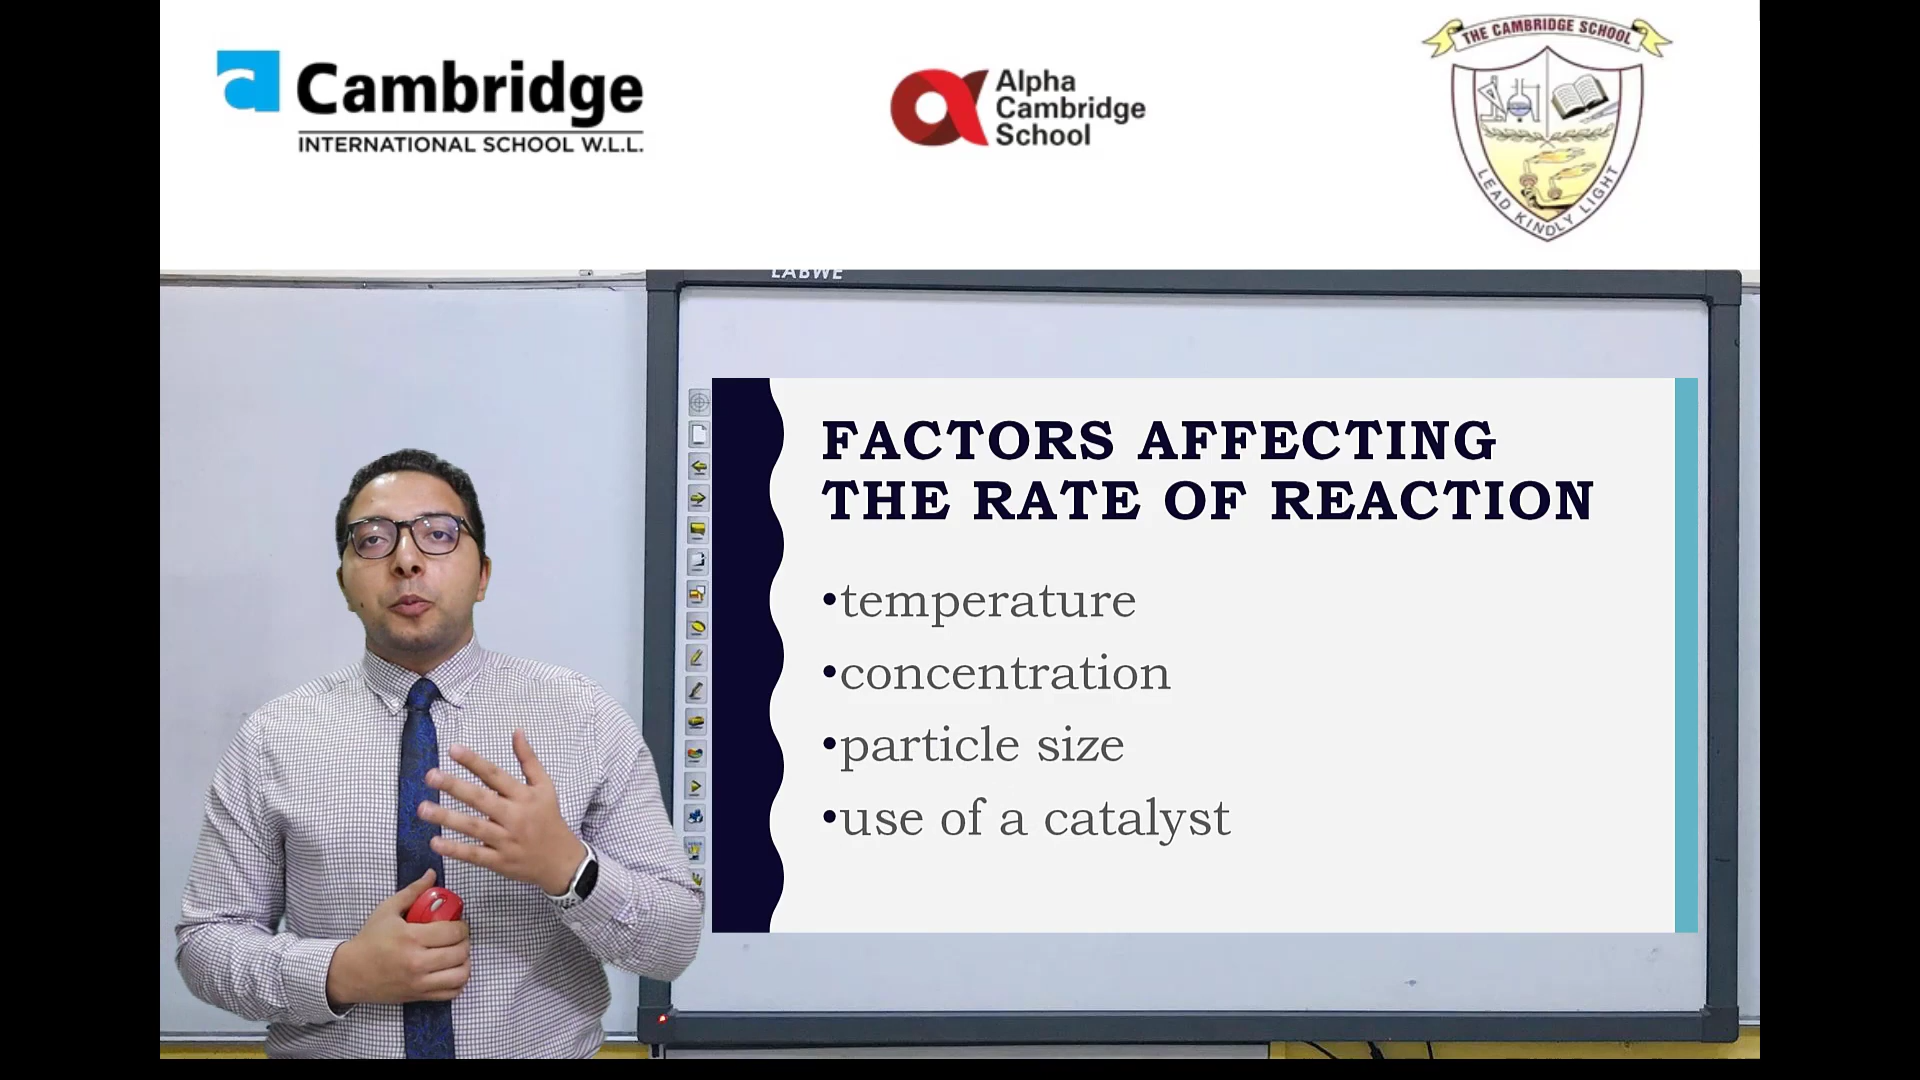 Cambridge
INTERNATIONAL SCHOOL W.L.L.
Alpha
Cambridge
School
THE CAMBRIDGE SCHOOL
LEAD KINDLY LIGHT
LABWE
FACTORS AFFECTING
THE RATE OF REACTION
•temperature
•concentration
•particle size
•use of a catalyst